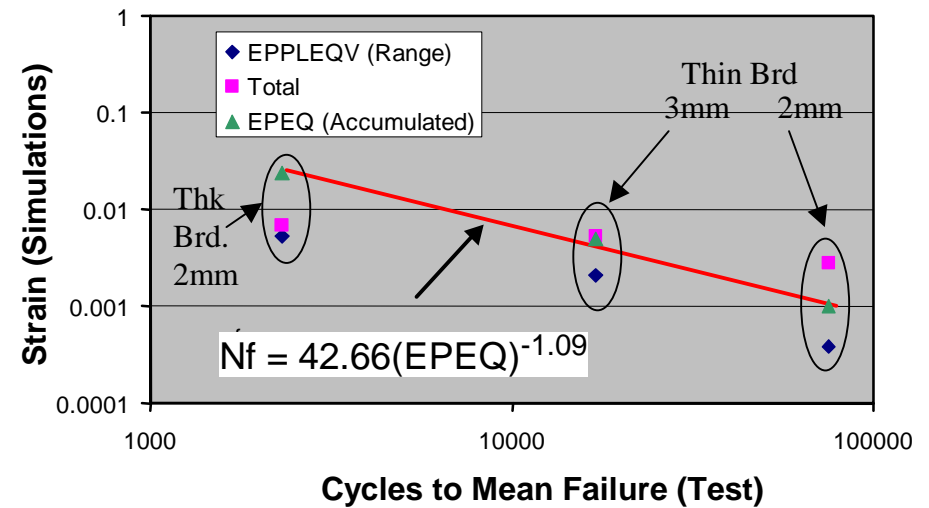 1
0.1
0.01
0.001
0.0001
Strain (Simulations)
EPPLEQV (Range)
Total
EPEQ (Accumulated)
Thin Brd
3mm 2mm
Thk
Brd.
2mm
Nf = 42.66(EPEQ)^-1.09
1000 10000 100000
Cycles to Mean Failure (Test)